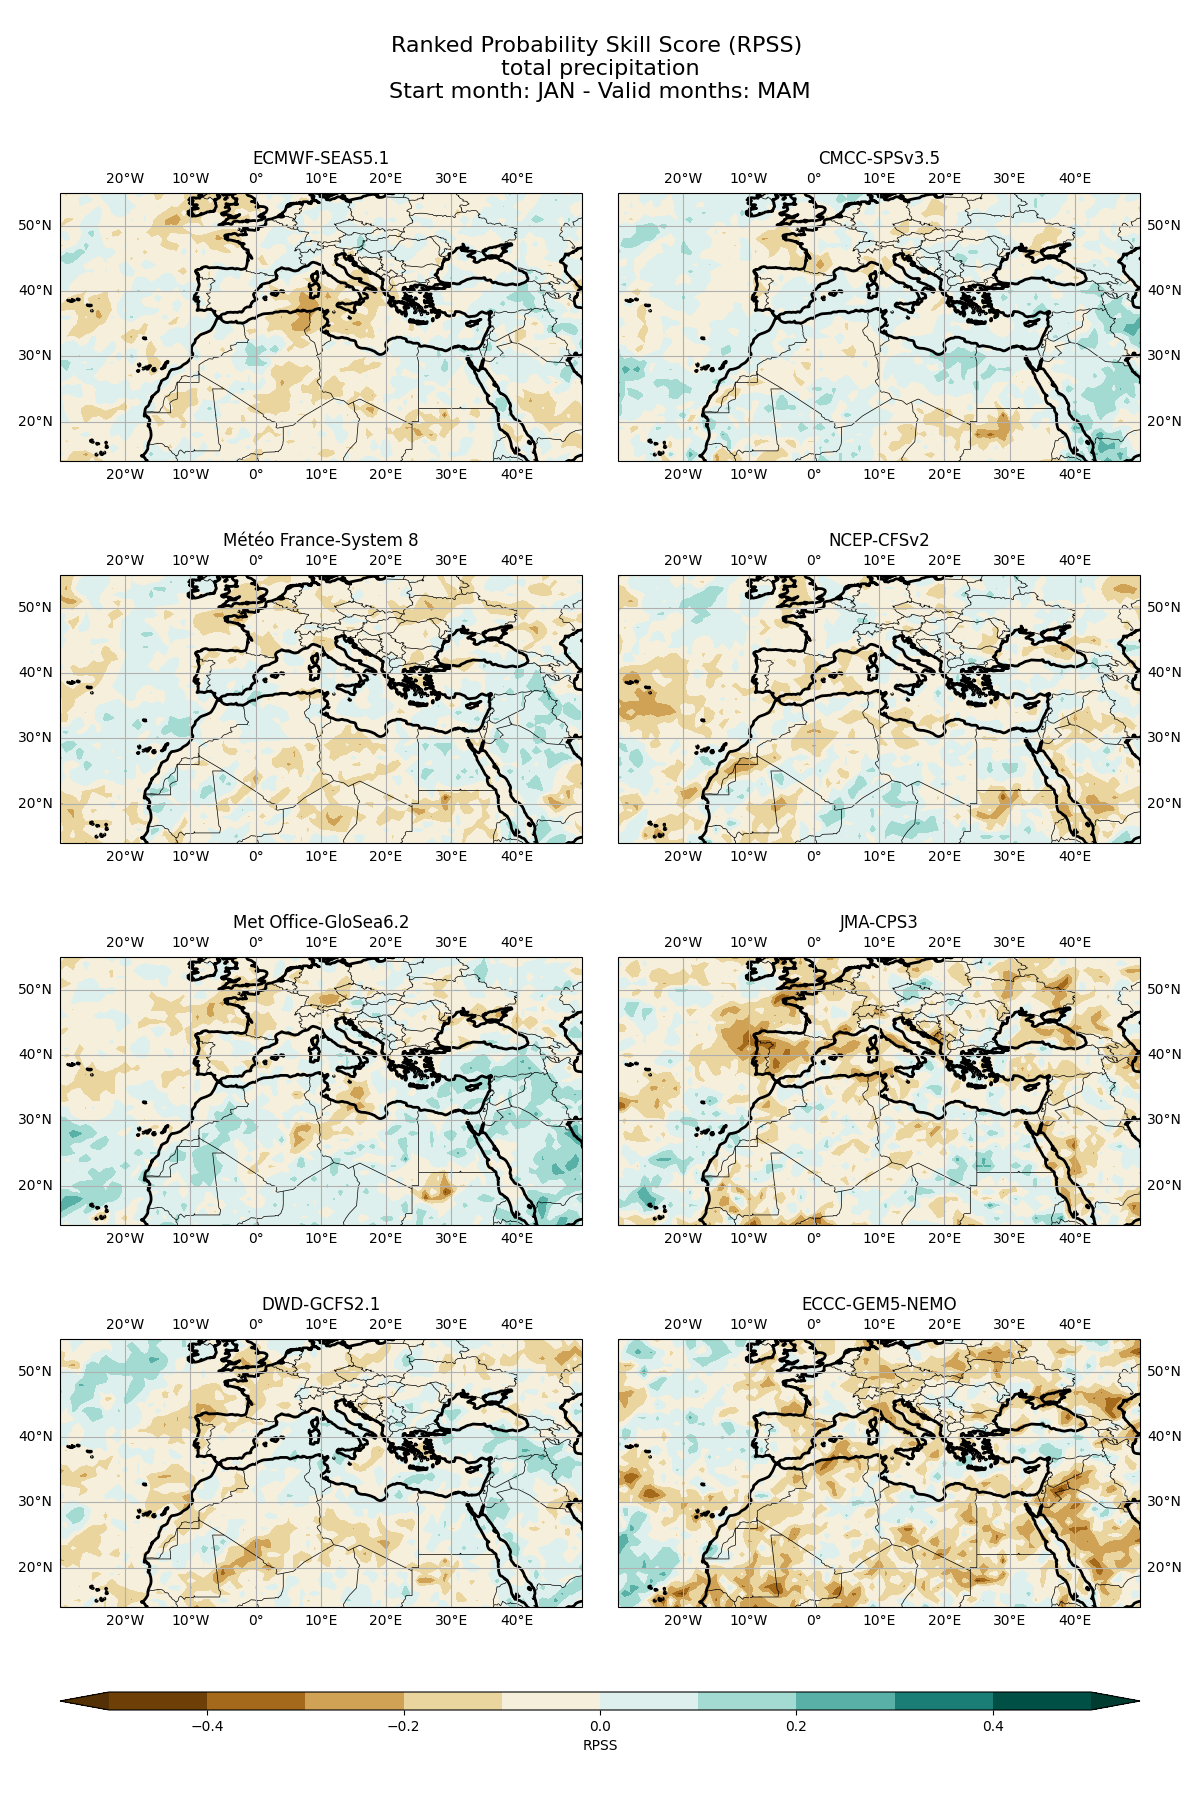 Ranked Probability Skill Score (RPSS)
total precipitation
Start month: JAN - Valid months: MAM
ECMWF-SEAS5.1
20°W 10°W 0° 10°E 20°E 30°E 40°E
50°N
40°N
30°N
20°N
20°W 10°W 0° 10°E 20°E 30°E 40°E
CMCC-SPSv3.5
20°W 10°W 0° 10°E 20°E 30°E 40°E
50°N
40°N
30°N
20°N
20°W 10°W 0° 10°E 20°E 30°E 40°E
Météo France-System 8
20°W 10°W 0° 10°E 20°E 30°E 40°E
50°N
40°N
30°N
20°N
20°W 10°W 0° 10°E 20°E 30°E 40°E
NCEP-CFSv2
20°W 10°W 0° 10°E 20°E 30°E 40°E
50°N
40°N
30°N
20°N
20°W 10°W 0° 10°E 20°E 30°E 40°E
Met Office-GloSea6.2
20°W 10°W 0° 10°E 20°E 30°E 40°E
50°N
40°N
30°N
20°N
20°W 10°W 0° 10°E 20°E 30°E 40°E
JMA-CPS3
20°W 10°W 0° 10°E 20°E 30°E 40°E
50°N
40°N
30°N
20°N
20°W 10°W 0° 10°E 20°E 30°E 40°E
DWD-GCFS2.1
20°W 10°W 0° 10°E 20°E 30°E 40°E
50°N
40°N
30°N
20°N
20°W 10°W 0° 10°E 20°E 30°E 40°E
ECCC-GEM5-NEMO
20°W 10°W 0° 10°E 20°E 30°E 40°E
50°N
40°N
30°N
20°N
20°W 10°W 0° 10°E 20°E 30°E 40°E
−0.4 −0.2 0.0 0.2 0.4
RPSS